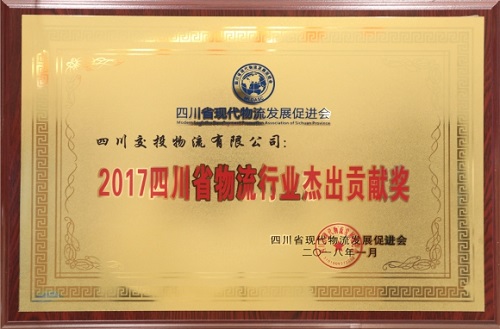 四川省现代物流发展促进会
四川交投物流有限公司：
2017四川省物流行业杰出贡献奖
四川省现代物流发展促进会
二〇一八年一月